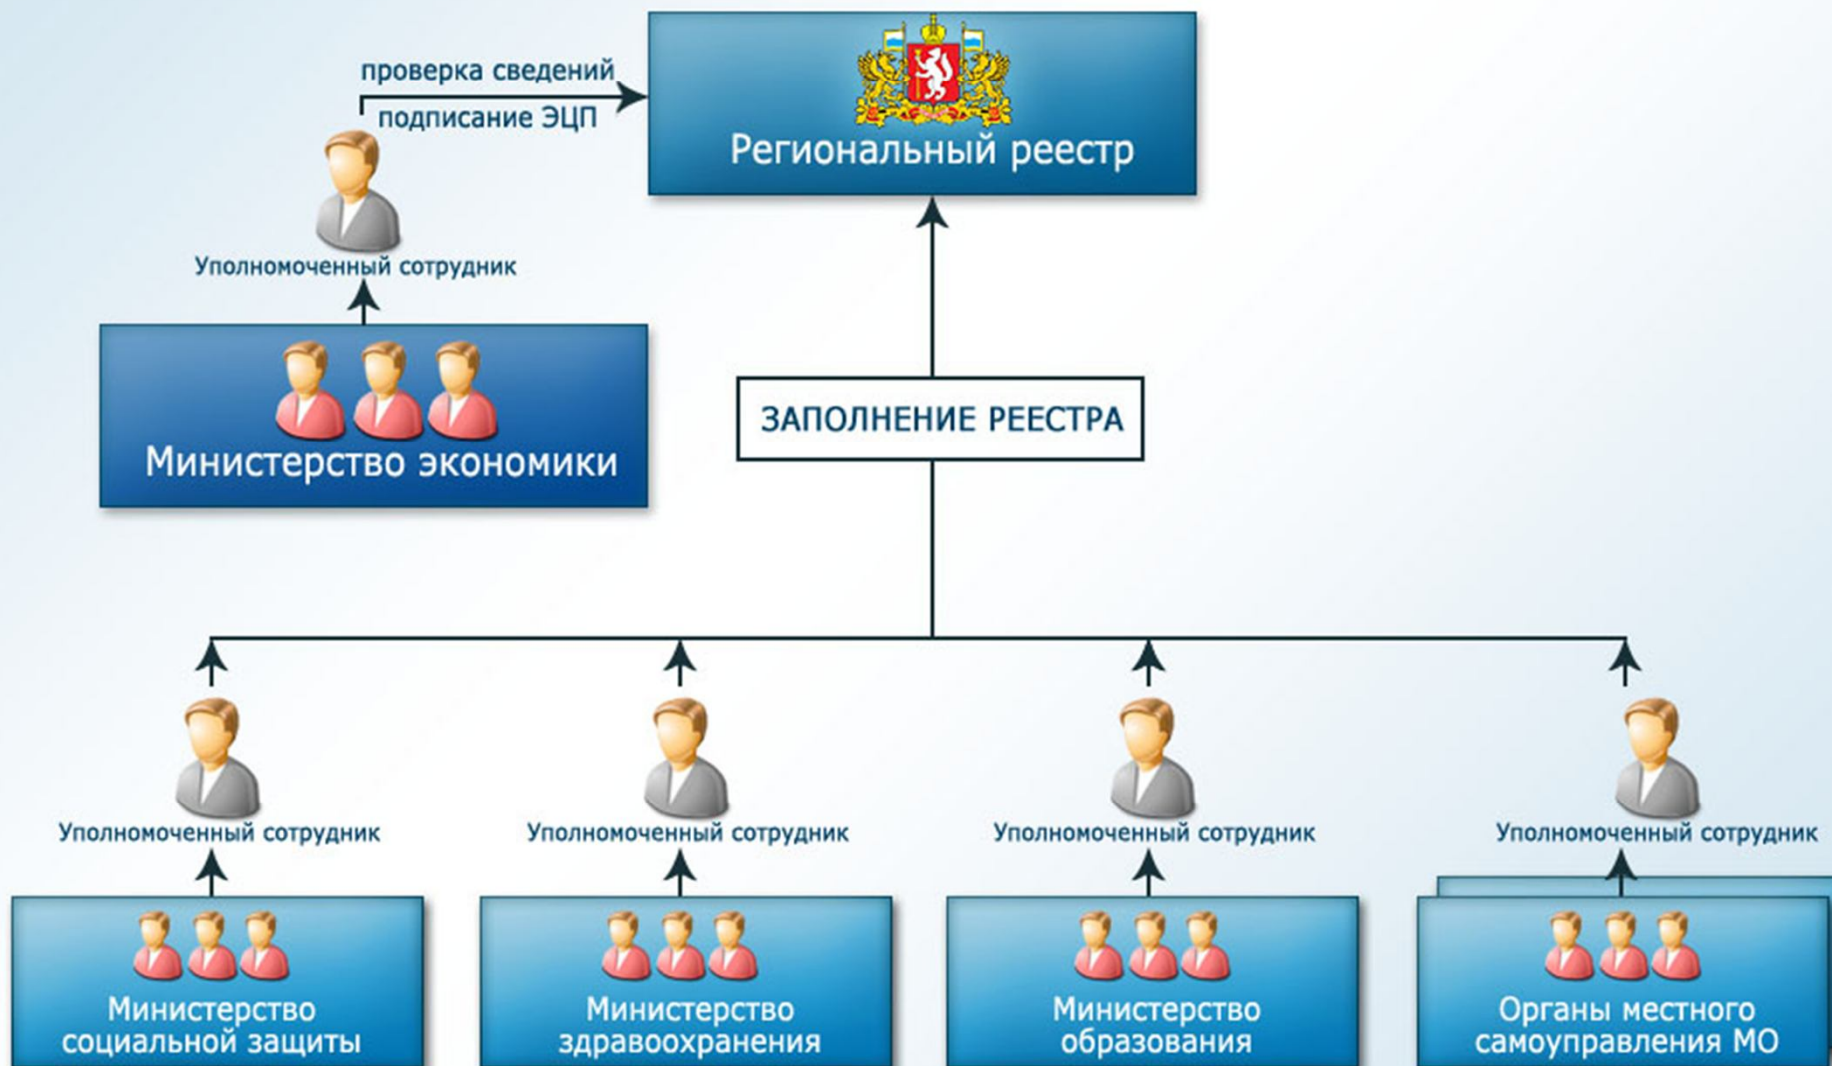 проверка сведений
подписание ЭЦП
Региональный реестр
Уполномоченный сотрудник
Министерство экономики
ЗАПОЛНЕНИЕ РЕЕСТРА
Уполномоченный сотрудник
Уполномоченный сотрудник
Уполномоченный сотрудник
Уполномоченный сотрудник
Министерство
социальной защиты
Министерство
здравоохранения
Министерство
образования
Органы местного
самоуправления МО